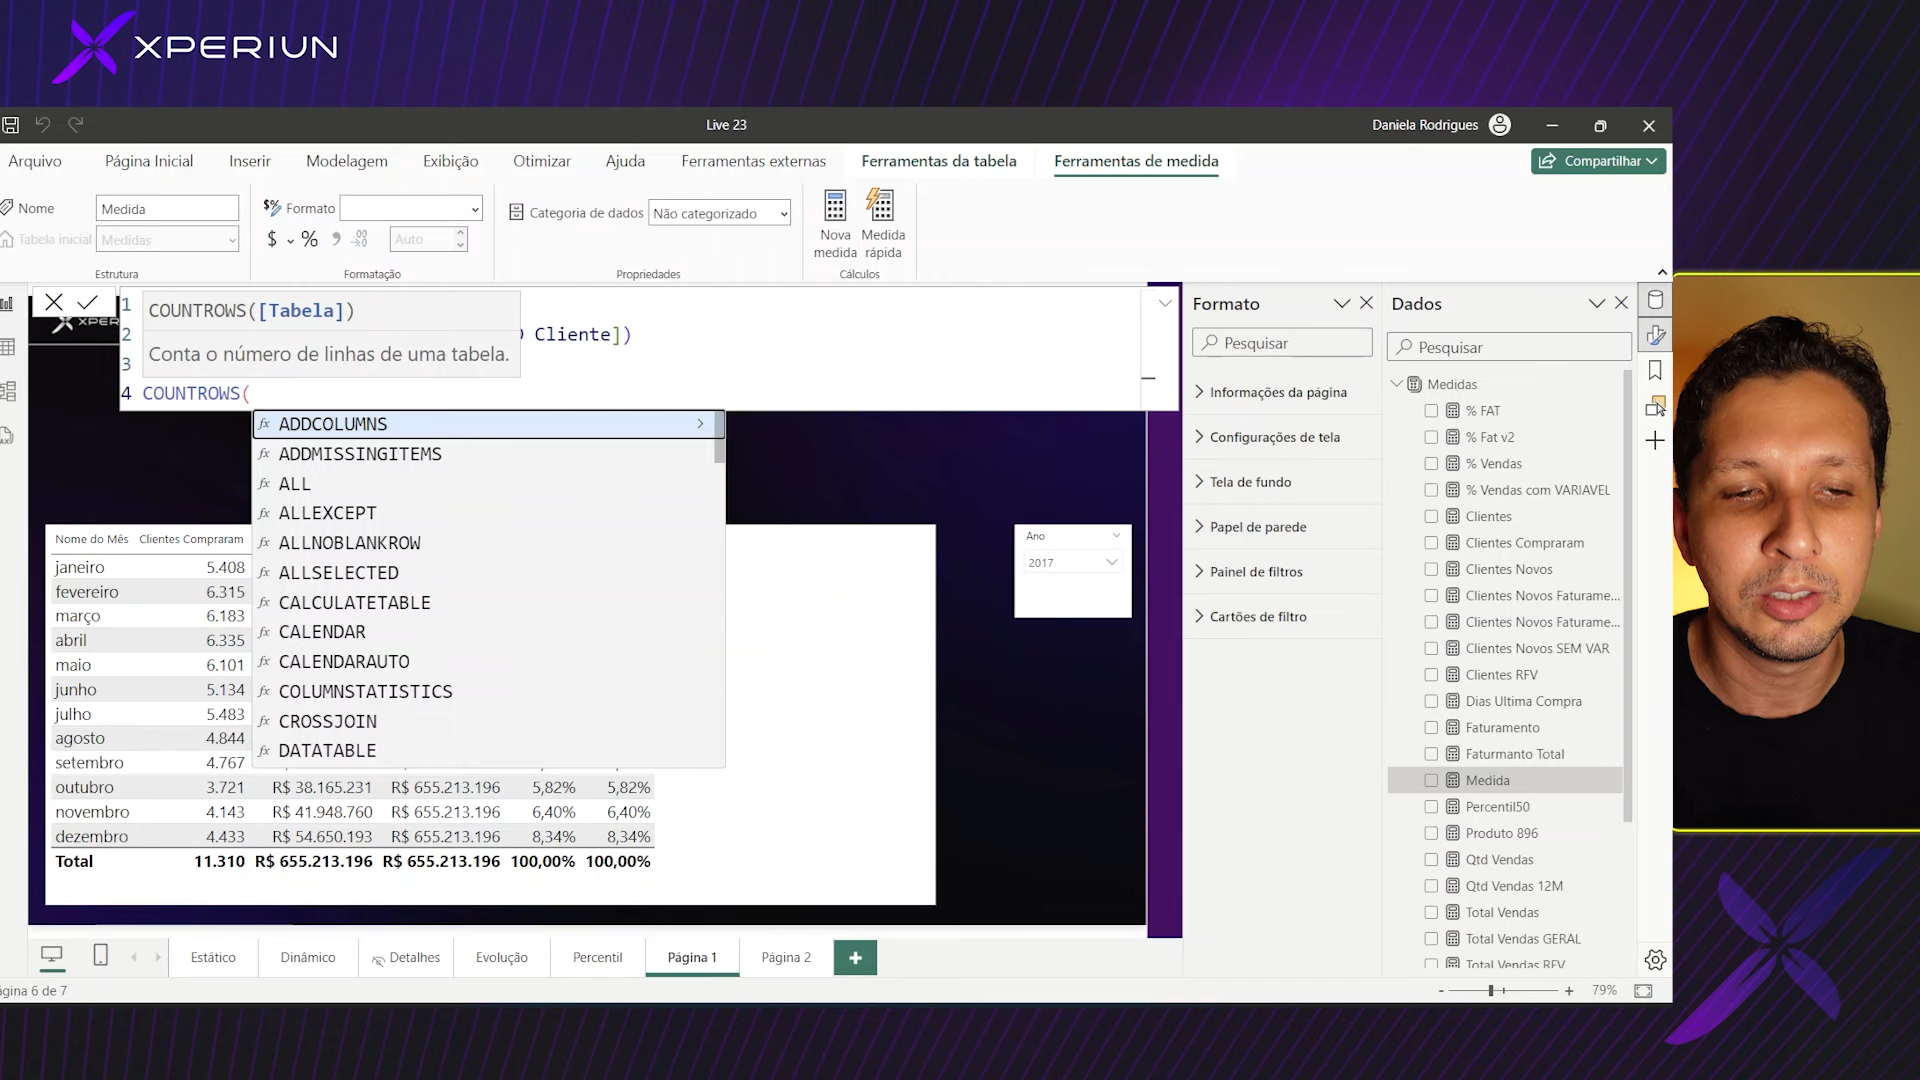 XPERIUN
Live 23
Daniela Rodrigues
Arquivo Página Inicial Inserir Modelagem Exibição Otimizar Ajuda Ferramentas externas Ferramentas da tabela Ferramentas de medida Compartilhar
Nome Medida
Tabela inicial Medidas
Estrutura
Formato
$ % Auto
Formatação
Categoria de dados Não categorizado
Propriedades
Nova medida
Medida rápida
Cálculos
1 COUNTROWS([Tabela])
2 Cliente])
3 Conta o número de linhas de uma tabela.
4 COUNTROWS(
ADDCOLUMNS
ADDMISSINGITEMS
ALL
ALLEXCEPT
ALLNOBLANKROW
ALLSELECTED
CALCULATETABLE
CALENDAR
CALENDARAUTO
COLUMNSTATISTICS
CROSSJOIN
DATATABLE
Nome do Mês Clientes Compraram
janeiro 5.408
fevereiro 6.315
março 6.183
abril 6.335
maio 6.101
junho 5.134
julho 5.483
agosto 4.844
setembro 4.767
outubro 3.721 R$ 38.165.231 R$ 655.213.196 5,82% 5,82%
novembro 4.143 R$ 41.948.760 R$ 655.213.196 6,40% 6,40%
dezembro 4.433 R$ 54.650.193 R$ 655.213.196 8,34% 8,34%
Total 11.310 R$ 655.213.196 R$ 655.213.196 100,00% 100,00%
Ano
2017
Formato
Pesquisar
Informações da página
Configurações de tela
Tela de fundo
Papel de parede
Painel de filtros
Cartões de filtro
Dados
Pesquisar
Medidas
% FAT
% Fat v2
% Vendas
% Vendas com VARIAVEL
Clientes
Clientes Compraram
Clientes Novos
Clientes Novos Faturame...
Clientes Novos Faturame...
Clientes Novos SEM VAR
Clientes RFV
Dias Ultima Compra
Faturamento
Faturmanto Total
Medida
Percentil50
Produto 896
Qtd Vendas
Qtd Vendas 12M
Total Vendas
Total Vendas GERAL
Total Vendas RFV
Estático Dinâmico Detalhes Evolução Percentil Página 1 Página 2
ágina 6 de 7
- + 79%